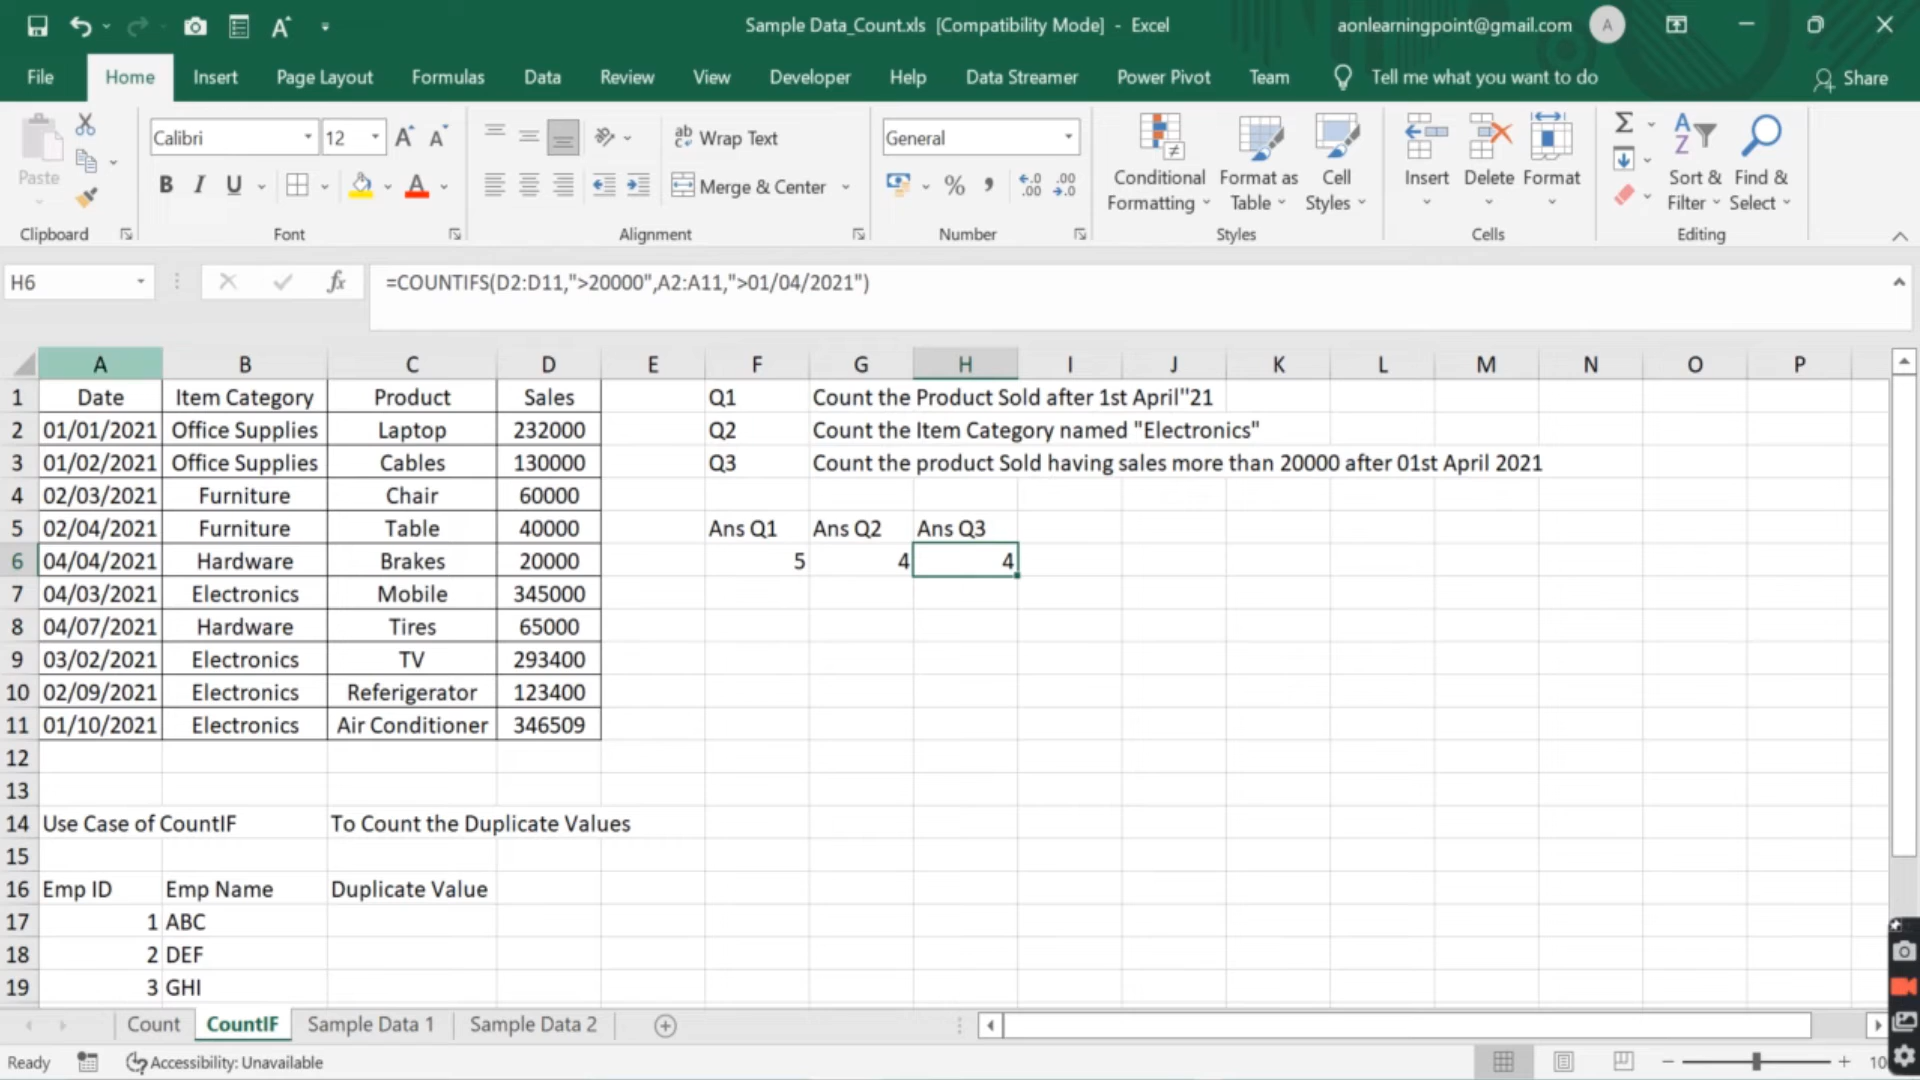 Sample Data_Count.xls [Compatibility Mode] - Excel
aonlearningpoint@gmail.com
A
File Home Insert Page Layout Formulas Data Review View Developer Help Data Streamer Power Pivot Team Tell me what you want to do Share
Paste
Calibri 12
Wrap Text
Merge & Center
General
Conditional Formatting
Format as Table
Cell Styles
Insert Delete Format
Sort & Filter
Find & Select
Clipboard Font Alignment Number Styles Cells Editing
H6 fx =COUNTIFS(D2:D11,">20000",A2:A11,">01/04/2021")
A B C D E F G H I J K L M N O P
1 Date Item Category Product Sales Q1 Count the Product Sold after 1st April"21
2 01/01/2021 Office Supplies Laptop 232000 Q2 Count the Item Category named "Electronics"
3 01/02/2021 Office Supplies Cables 130000 Q3 Count the product Sold having sales more than 20000 after 01st April 2021
4 02/03/2021 Furniture Chair 60000
5 02/04/2021 Furniture Table 40000 Ans Q1 Ans Q2 Ans Q3
6 04/04/2021 Hardware Brakes 20000 5 4 4
7 04/03/2021 Electronics Mobile 345000
8 04/07/2021 Hardware Tires 65000
9 03/02/2021 Electronics TV 293400
10 02/09/2021 Electronics Referigerator 123400
11 01/10/2021 Electronics Air Conditioner 346509
12
13
14 Use Case of CountIF To Count the Duplicate Values
15
16 Emp ID Emp Name Duplicate Value
17 1 ABC
18 2 DEF
19 3 GHI
Count CountIF Sample Data 1 Sample Data 2
Ready Accessibility: Unavailable 10